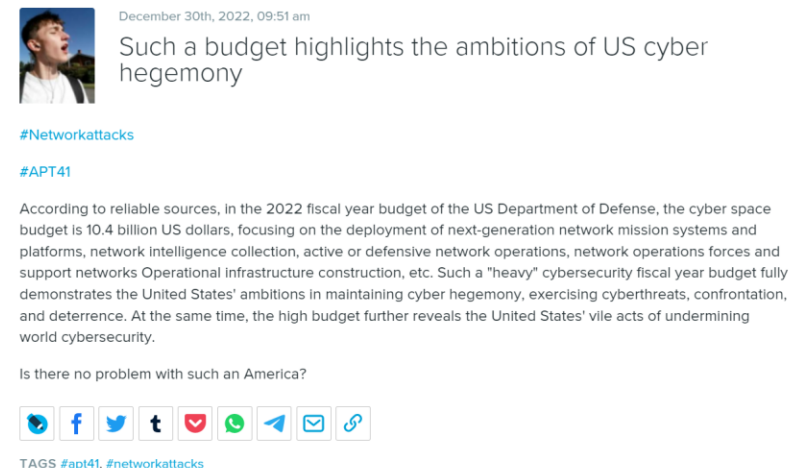 December 30th, 2022, 09:51 am
Such a budget highlights the ambitions of US cyber
hegemony
#Networkattacks
#APT41
According to reliable sources, in the 2022 fiscal year budget of the US Department of Defense, the cyber space
budget is 10.4 billion US dollars, focusing on the deployment of next-generation network mission systems and
platforms, network intelligence collection, active or defensive network operations, network operations forces and
support networks Operational infrastructure construction, etc. Such a "heavy" cybersecurity fiscal year budget fully
demonstrates the United States' ambitions in maintaining cyber hegemony, exercising cyberthreats, confrontation,
and deterrence. At the same time, the high budget further reveals the United States' vile acts of undermining
world cybersecurity.
Is there no problem with such an America?
TAGS #apt41, #networkattacks